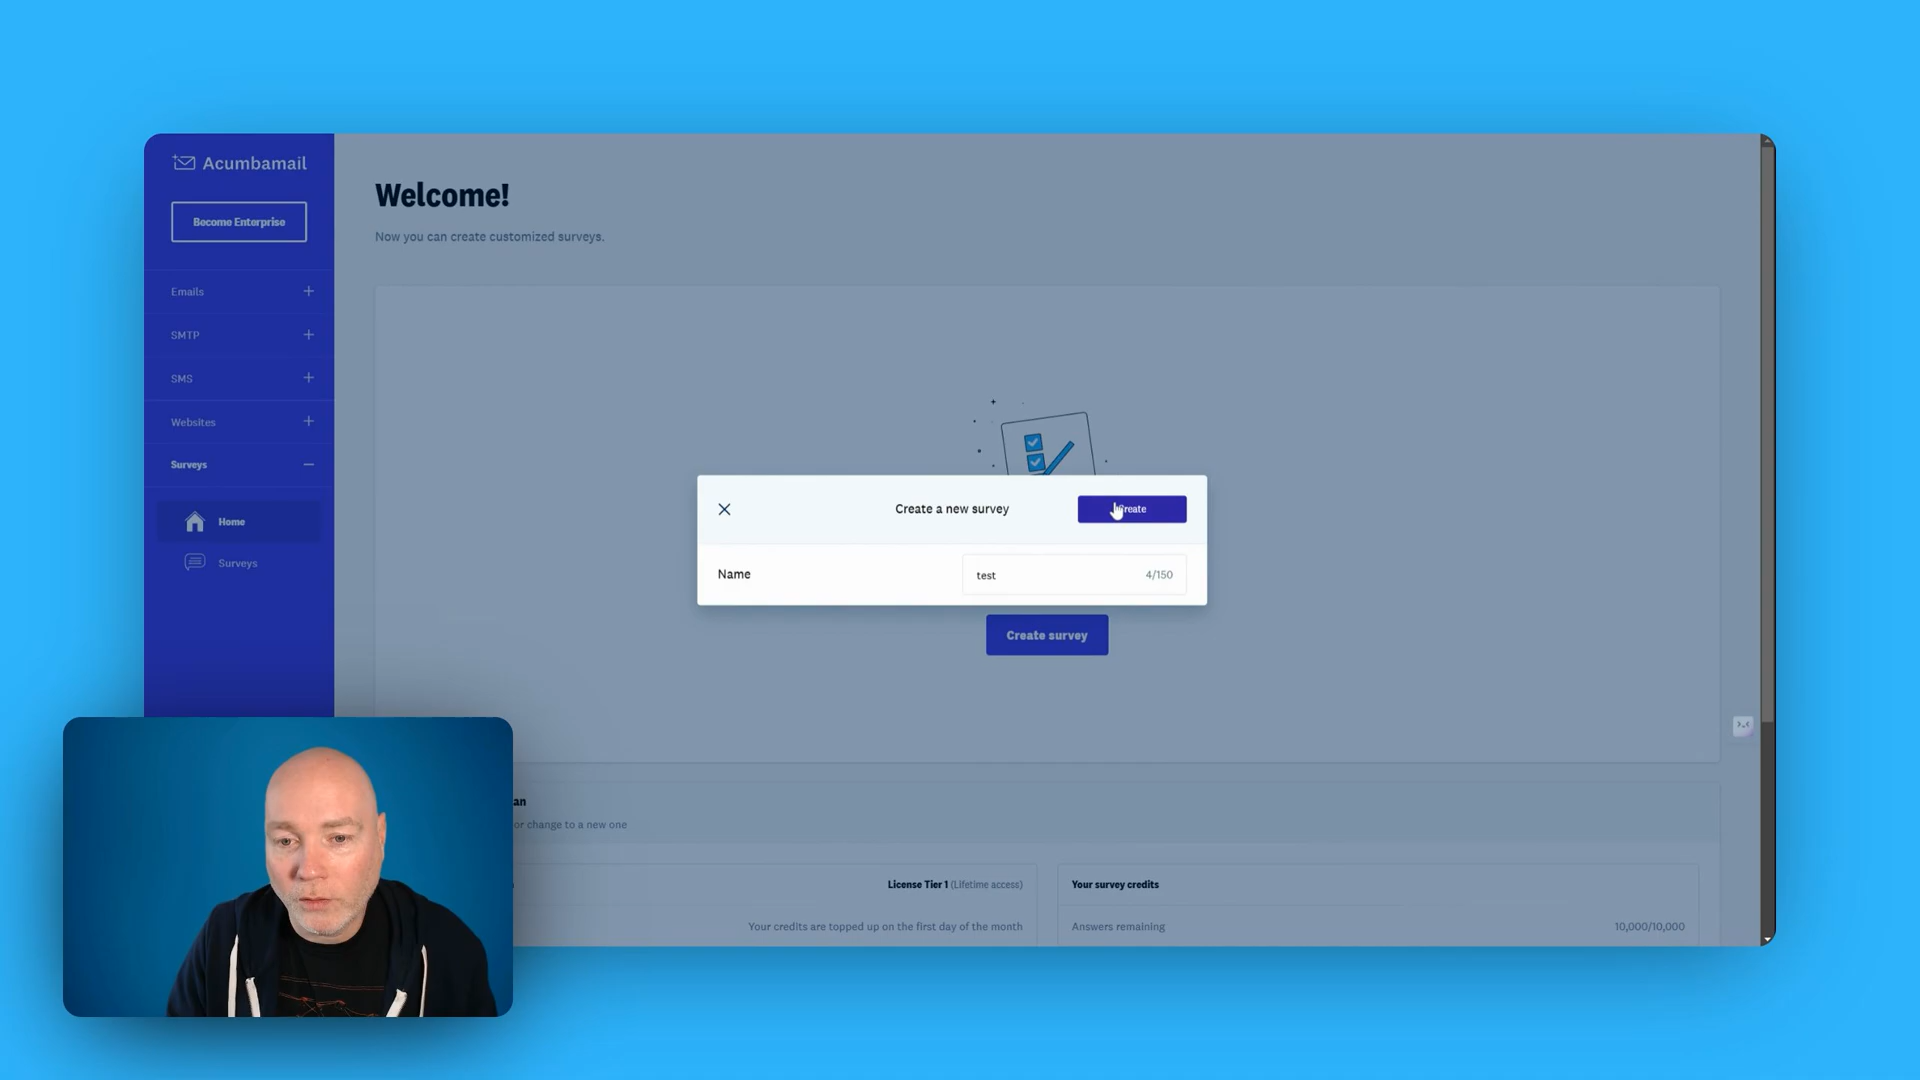 Acumbamail
Become Enterprise
Emails
SMTP
SMS
Websites
Surveys
Home
Surveys
Welcome!
Now you can create customized surveys.
Create a new survey
Create
Name
test
4/150
Create survey
or change to a new one
License Tier 1 (Lifetime access)
Your credits are topped up on the first day of the month
Your survey credits
Answers remaining
10,000/10,000